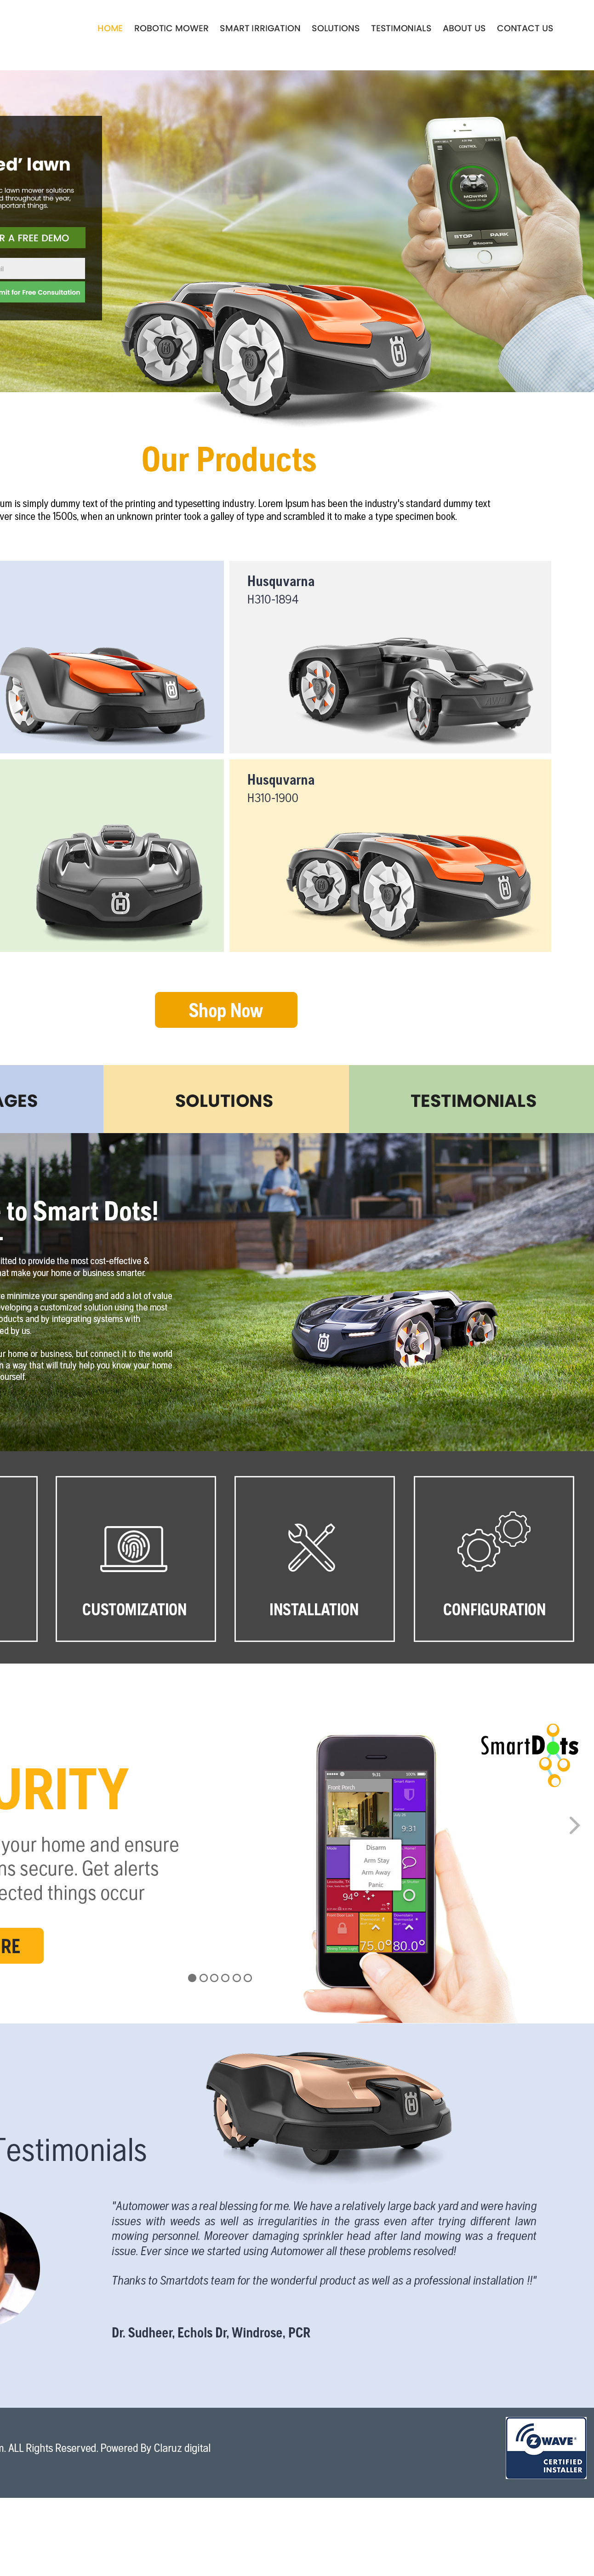 HOME ROBOTIC MOWER SMART IRRIGATION SOLUTIONS TESTIMONIALS ABOUT US CONTACT US
ed’ lawn
c lawn mower solutions
d throughout the year,
portant things.
R A FREE DEMO
mit for Free Consultation
CONTROL
MOWING
STOP PARK
Husqvarna
Our Products
um is simply dummy text of the printing and typesetting industry. Lorem Ipsum has been the industry's standard dummy text
ver since the 1500s, when an unknown printer took a galley of type and scrambled it to make a type specimen book.
Husquvarna
H310-1894
Husquvarna
H310-1900
Shop Now
AGES SOLUTIONS TESTIMONIALS
to Smart Dots!
itted to provide the most cost-effective &
hat make your home or business smarter.
e minimize your spending and add a lot of value
eveloping a customized solution using the most
oducts and by integrating systems with
ed by us.
ur home or business, but connect it to the world
n a way that will truly help you know your home
ourself.
CUSTOMIZATION INSTALLATION CONFIGURATION
SmartDots
URITY
your home and ensure
ns secure. Get alerts
ected things occur
RE
9:31 100%
Front Porch
Smart Alarm
9:31
Disarm
Arm Stay
Arm Away
Panic
94°
75.0° 80.0°
Testimonials
"Automower was a real blessing for me. We have a relatively large back yard and were having
issues with weeds as well as irregularities in the grass even after trying different lawn
mowing personnel. Moreover damaging sprinkler head after land mowing was a frequent
issue. Ever since we started using Automower all these problems resolved!
Thanks to Smartdots team for the wonderful product as well as a professional installation !!"
Dr. Sudheer, Echols Dr, Windrose, PCR
n. ALL Rights Reserved. Powered By Claruz digital
Z WAVE®
CERTIFIED
INSTALLER